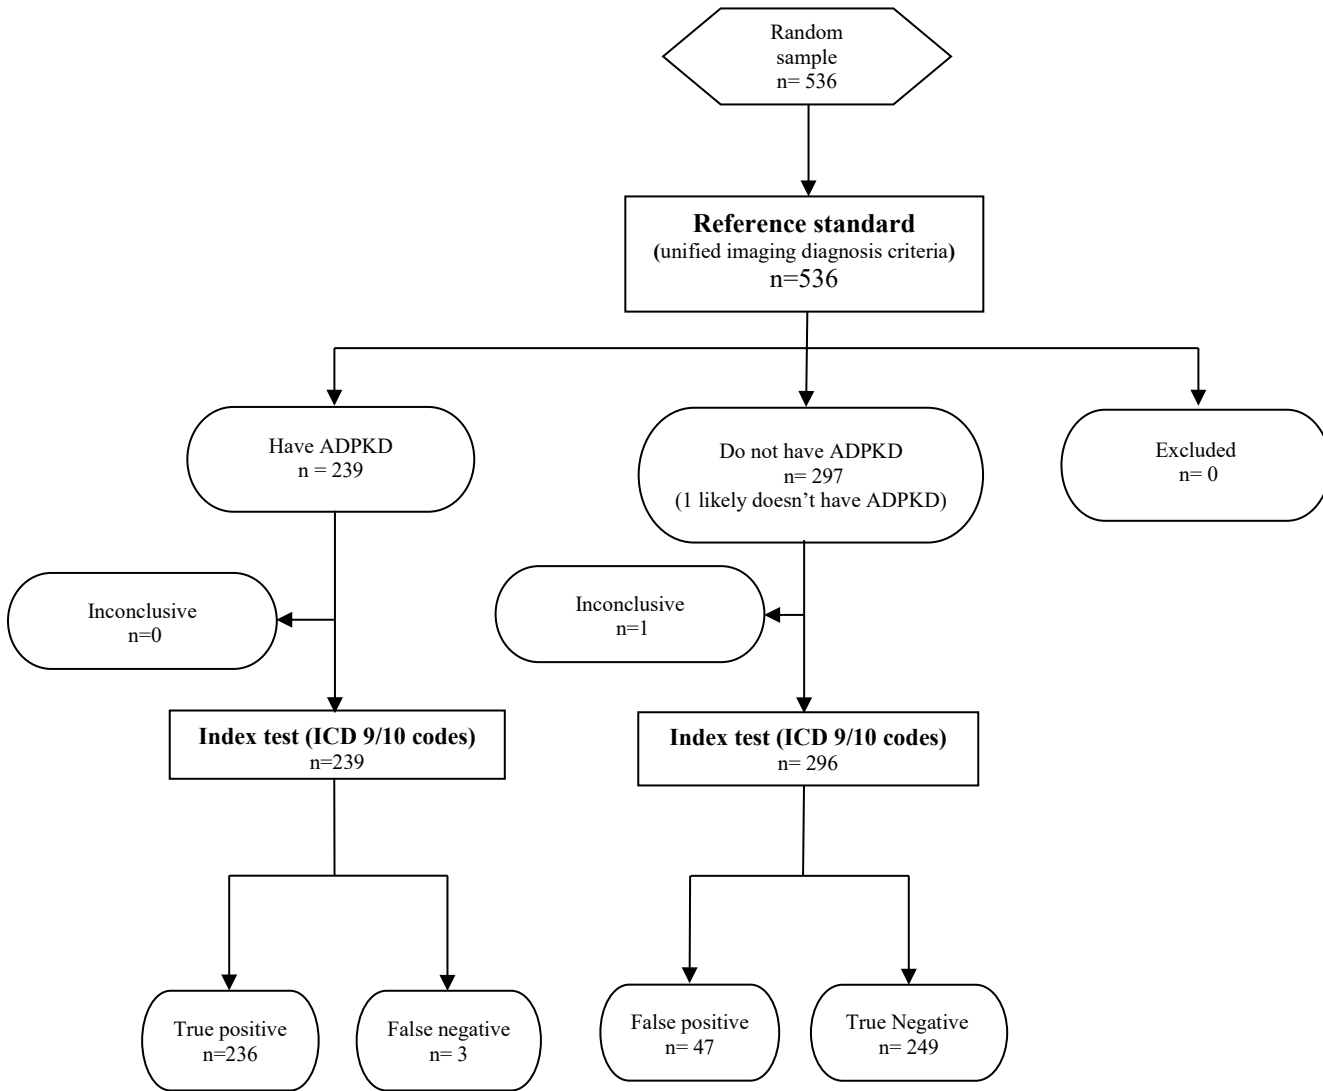 Random
sample
n= 536
Reference standard
(unified imaging diagnosis criteria)
n=536
Have ADPKD
n = 239
Do not have ADPKD
n= 297
(1 likely doesn’t have ADPKD)
Excluded
n= 0
Inconclusive
n=0
Inconclusive
n=1
Index test (ICD 9/10 codes)
n=239
Index test (ICD 9/10 codes)
n= 296
True positive
n=236
False negative
n= 3
False positive
n= 47
True Negative
n= 249